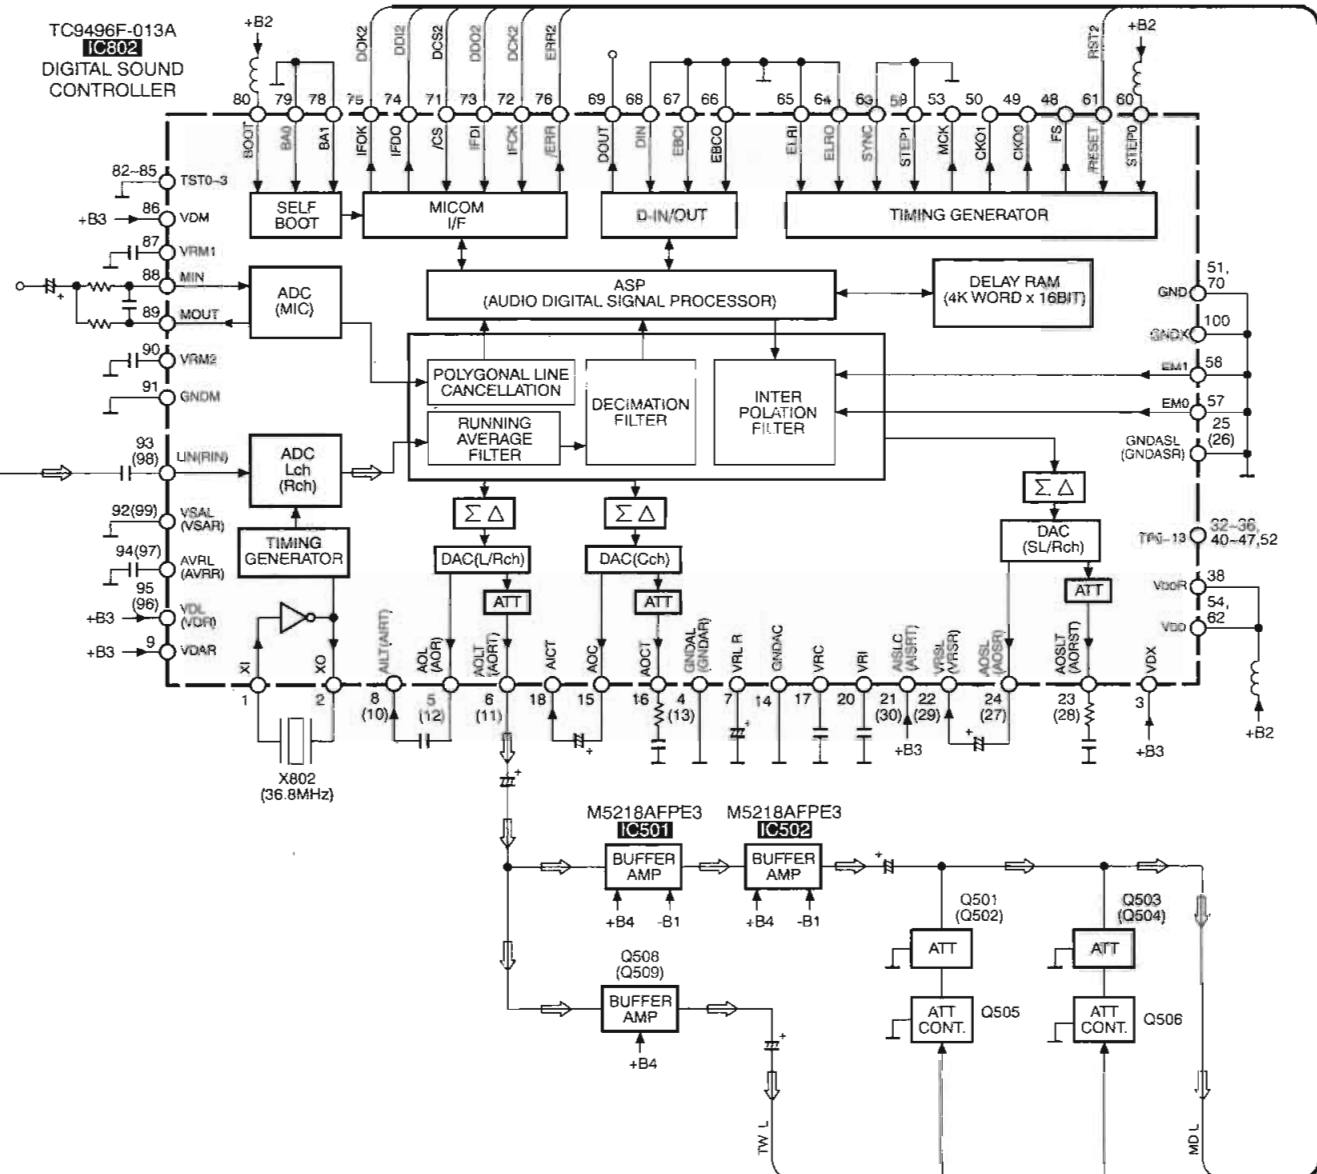 TC9496F-013A
IC802
DIGITAL SOUND
CONTROLLER
+B2
DOK2
DDI2
DCS2
DDO2
DCK2
ERR2
RST2
+B2
80
79
78
75
74
71
73
72
76
69
68
67
66
65
64
63
59
53
50
49
48
61
60
BOOT
BA0
BA1
IFOK
IFDO
/CS
IFDI
IFCK
/ERR
DOUT
DIN
EBCI
EBCO
ELRI
ELRO
SYNC
STEP1
MCK
CKO1
CKO0
FS
/RESET
STEP0
82~85
TST0~3
86
+B3
VDM
87
VRM1
88
MIN
89
MOUT
90
VRM2
91
GNDM
93
(98)
LIN(RIN)
92(99)
VSAL
(VSAR)
94(97)
AVRL
(AVRR)
95
(96)
+B3
VDL
(VDR)
9
+B3
VDAR
SELF
BOOT
MICOM
I/F
D-IN/OUT
TIMING GENERATOR
ADC
(MIC)
ASP
(AUDIO DIGITAL SIGNAL PROCESSOR)
DELAY RAM
(4K WORD x 16BIT)
POLYGONAL LINE
CANCELLATION
RUNNING
AVERAGE
FILTER
DECIMATION
FILTER
INTER
POLATION
FILTER
ADC
Lch
(Rch)
TIMING
GENERATOR
Σ Δ
Σ Δ
Σ Δ
DAC(L/Rch)
DAC(Cch)
DAC
(SL/Rch)
ATT
ATT
ATT
51,
70
GND
100
GNDX
58
EM1
57
EM0
25
(26)
GNDASL
(GNDASR)
32~36,
40~47,52
TP0~13
38
VDDR
54,
62
VDD
+B2
XI
XO
AILT(AIRT)
AOL
(AOR)
AOLT
(AORT)
AICT
AOC
AOCT
GNDAL
(GNDAR)
VRL R
GNDAC
VRC
VRI
AISLC
(AISRT)
VRSL
(VRSR)
AOSL
(AOSR)
AOSLT
(AORST)
VDX
1
2
8
(10)
5
(12)
6
(11)
18
15
16
4
(13)
7
14
17
20
21
(30)
22
(29)
24
(27)
23
(28)
3
+B3
+B3
X802
(36.8MHz)
M5218AFPE3
IC501
BUFFER
AMP
+B4
-B1
M5218AFPE3
IC502
BUFFER
AMP
+B4
-B1
Q501
(Q502)
ATT
Q503
(Q504)
ATT
Q508
(Q509)
BUFFER
AMP
+B4
ATT
CONT.
Q505
ATT
CONT.
Q506
TW L
MD L